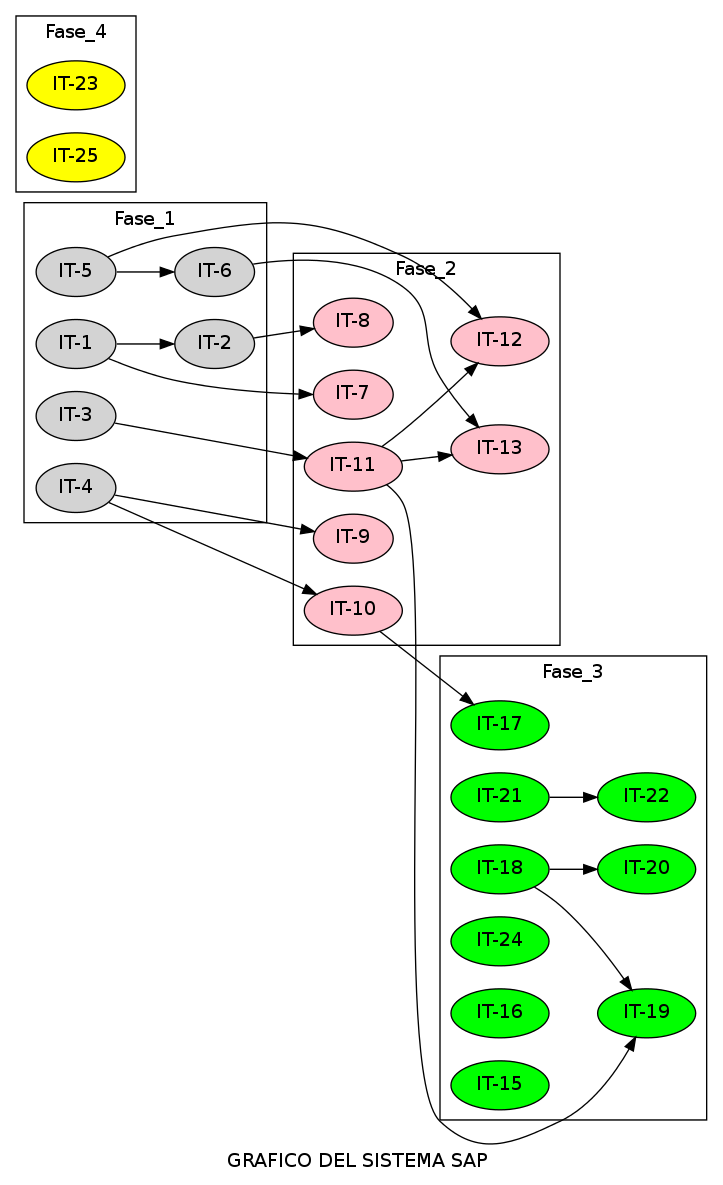 Fase_4
IT-23
IT-25
Fase_1
IT-5
IT-6
IT-1
IT-2
IT-3
IT-4
Fase_2
IT-8
IT-12
IT-7
IT-13
IT-11
IT-9
IT-10
Fase_3
IT-17
IT-21
IT-22
IT-18
IT-20
IT-24
IT-16
IT-19
IT-15
GRAFICO DEL SISTEMA SAP